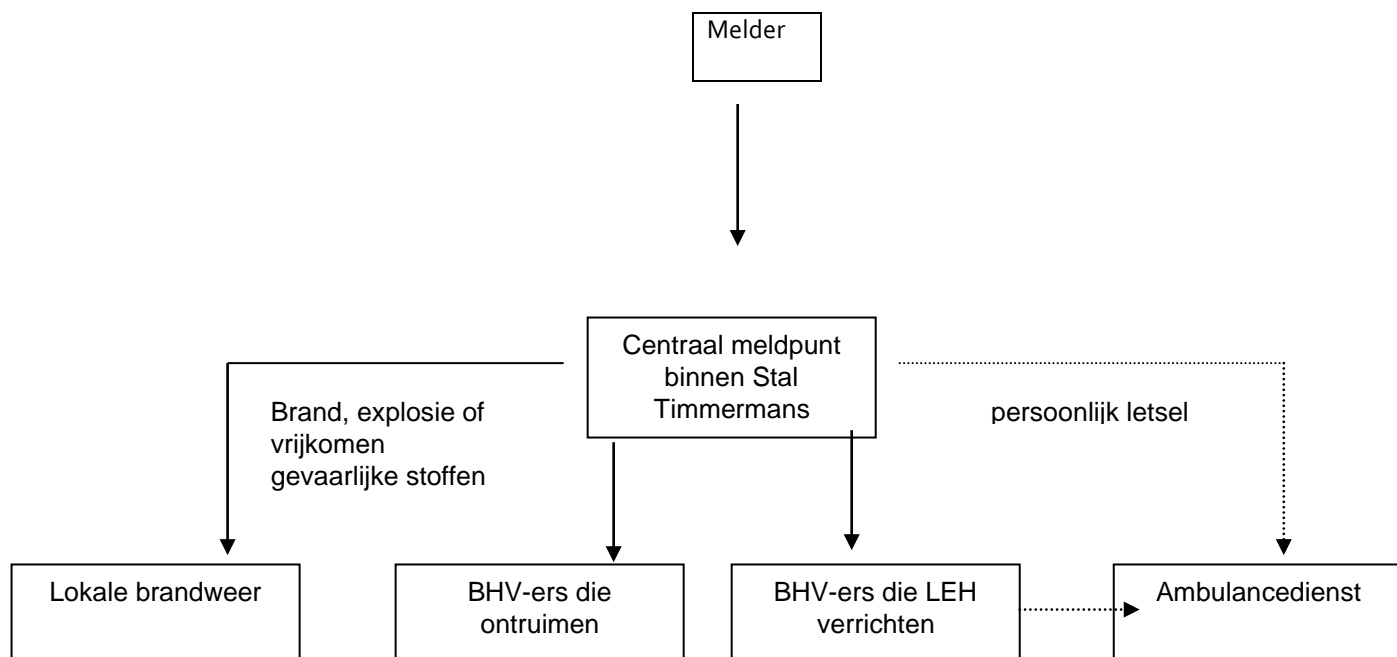 Melder
Centraal meldpunt
binnen Stal
Timmermans
Brand, explosie of
vrijkomen
gevaarlijke stoffen
persoonlijk letsel
Lokale brandweer
BHV-ers die
ontruimen
BHV-ers die LEH
verrichten
Ambulancedienst